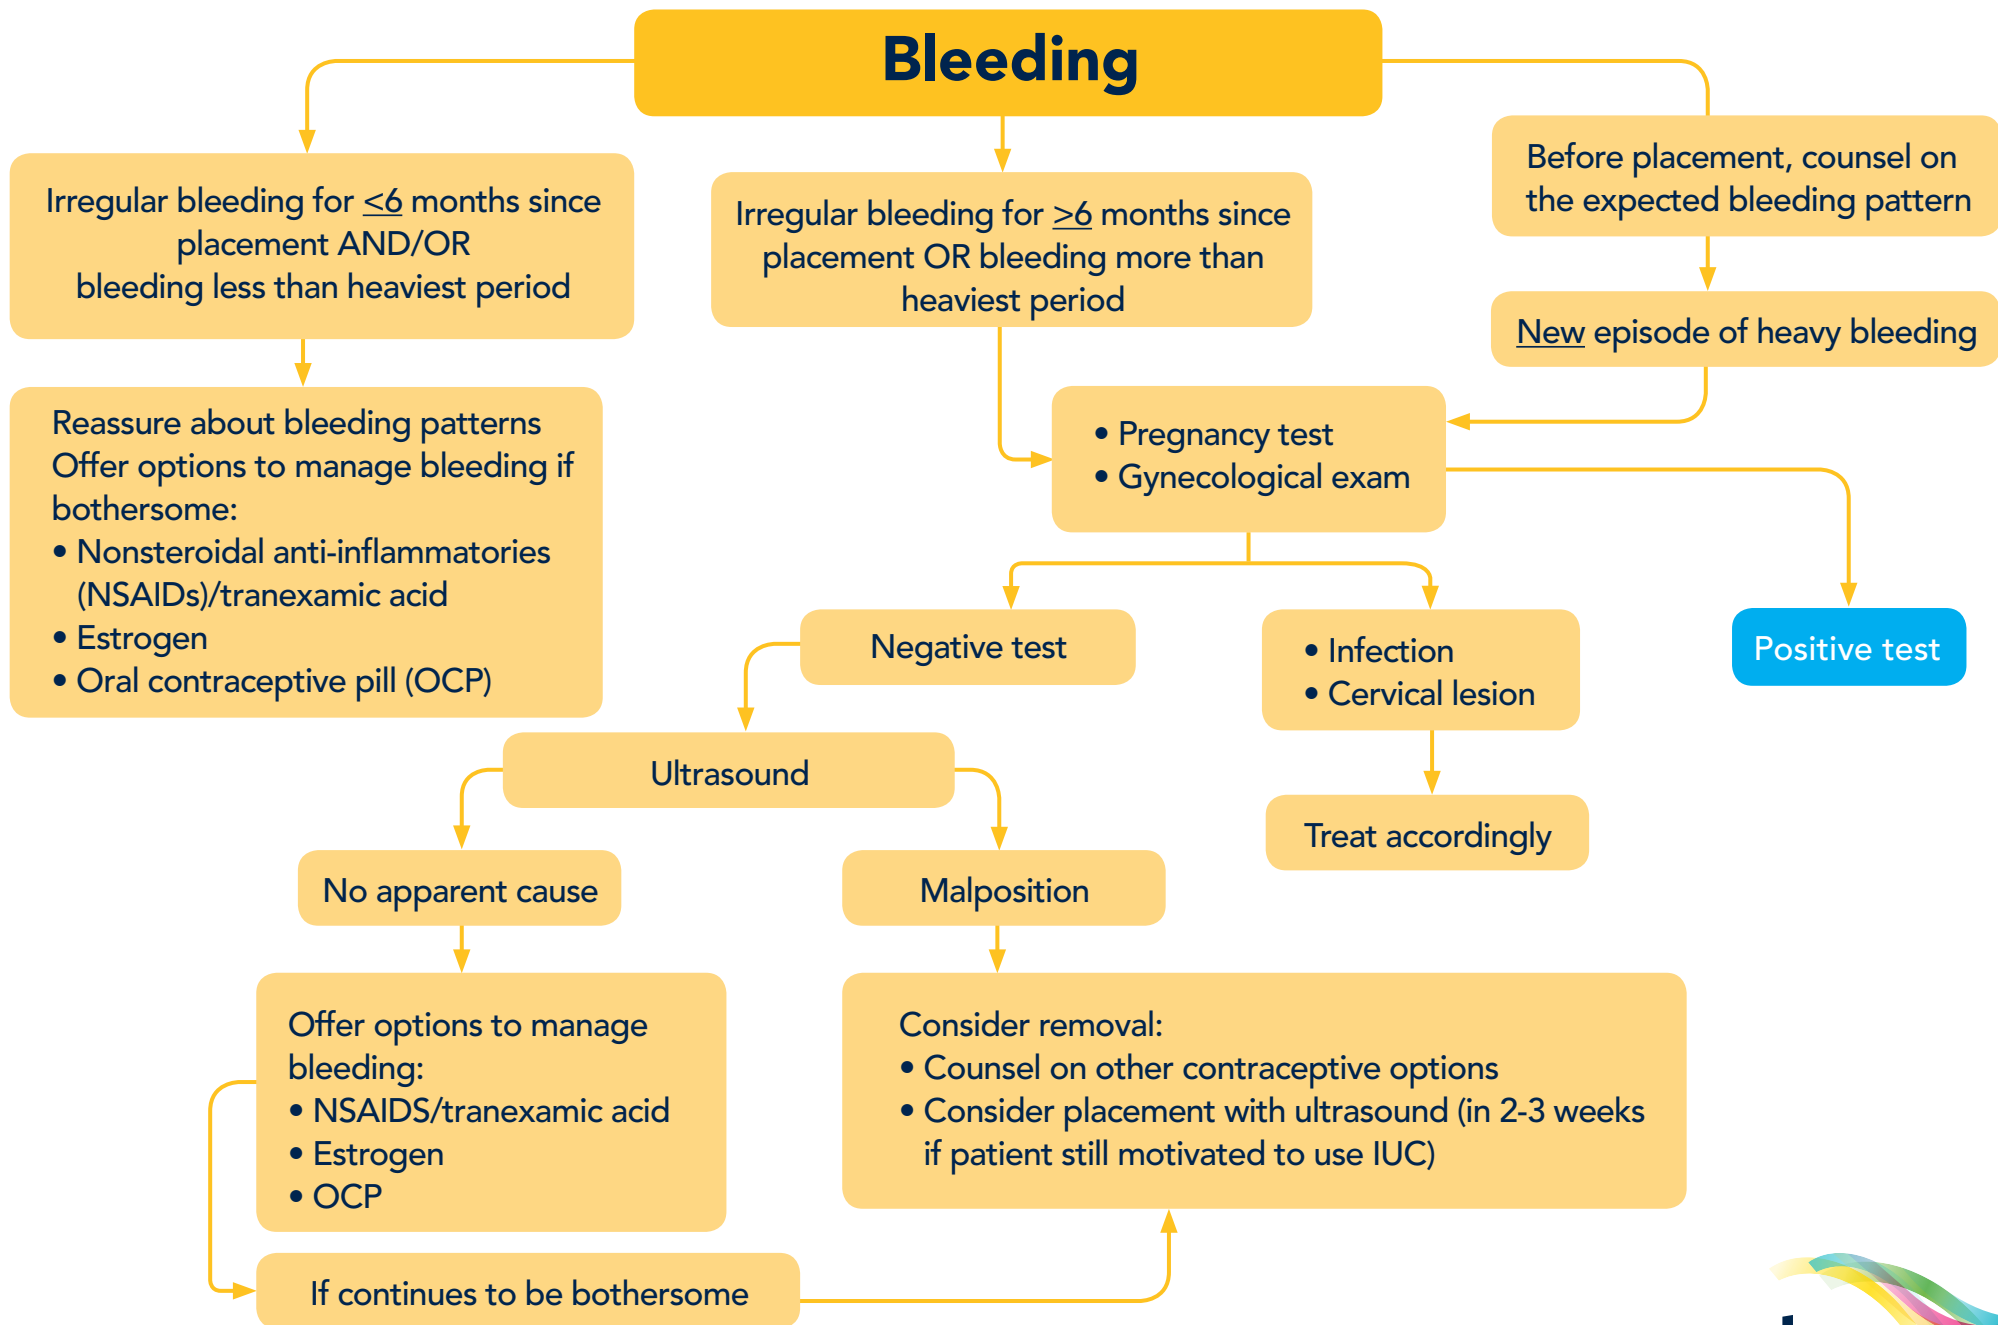 Bleeding
Irregular bleeding for <6 months since
placement AND/OR
bleeding less than heaviest period
Irregular bleeding for >6 months since
placement OR bleeding more than
heaviest period
Before placement, counsel on
the expected bleeding pattern
New episode of heavy bleeding
Reassure about bleeding patterns
Offer options to manage bleeding if
bothersome:
• Nonsteroidal anti-inflammatories
(NSAIDs)/tranexamic acid
• Estrogen
• Oral contraceptive pill (OCP)
• Pregnancy test
• Gynecological exam
Negative test
• Infection
• Cervical lesion
Positive test
Ultrasound
Treat accordingly
No apparent cause
Malposition
Offer options to manage
bleeding:
• NSAIDS/tranexamic acid
• Estrogen
• OCP
Consider removal:
• Counsel on other contraceptive options
• Consider placement with ultrasound (in 2-3 weeks
if patient still motivated to use IUC)
If continues to be bothersome